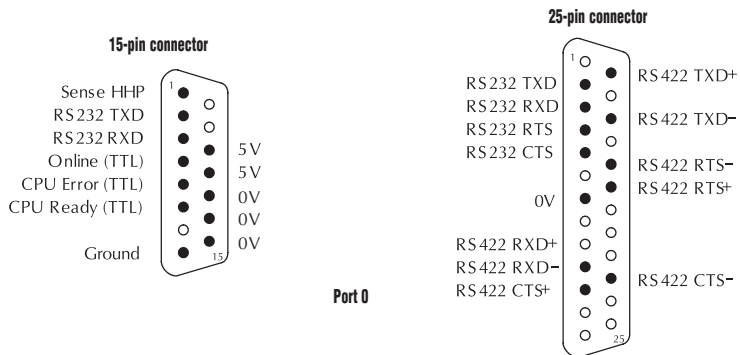 25-pin connector
15-pin connector
1
Sense HHP
RS232 TXD
RS232 RXD
Online (TTL)
CPU Error (TTL)
CPU Ready (TTL)
Ground
5V
5V
0V
0V
0V
15
Port 0
1
RS232 TXD
RS232 RXD
RS232 RTS
RS232 CTS
0V
RS422 RXD+
RS422 RXD−
RS422 CTS+
RS422 TXD+
RS422 TXD−
RS422 RTS−
RS422 RTS+
RS422 CTS−
25